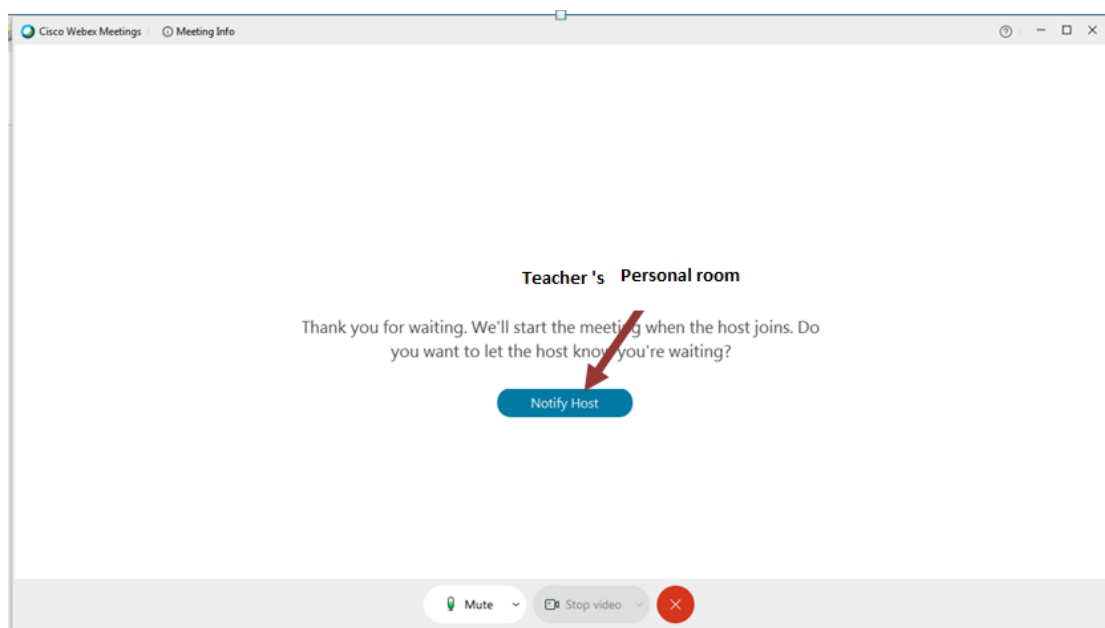 Cisco Webex Meetings Meeting Info
Teacher 's Personal room
Thank you for waiting. We'll start the meeting when the host joins. Do
you want to let the host know you're waiting?
Notify Host
Mute Stop video